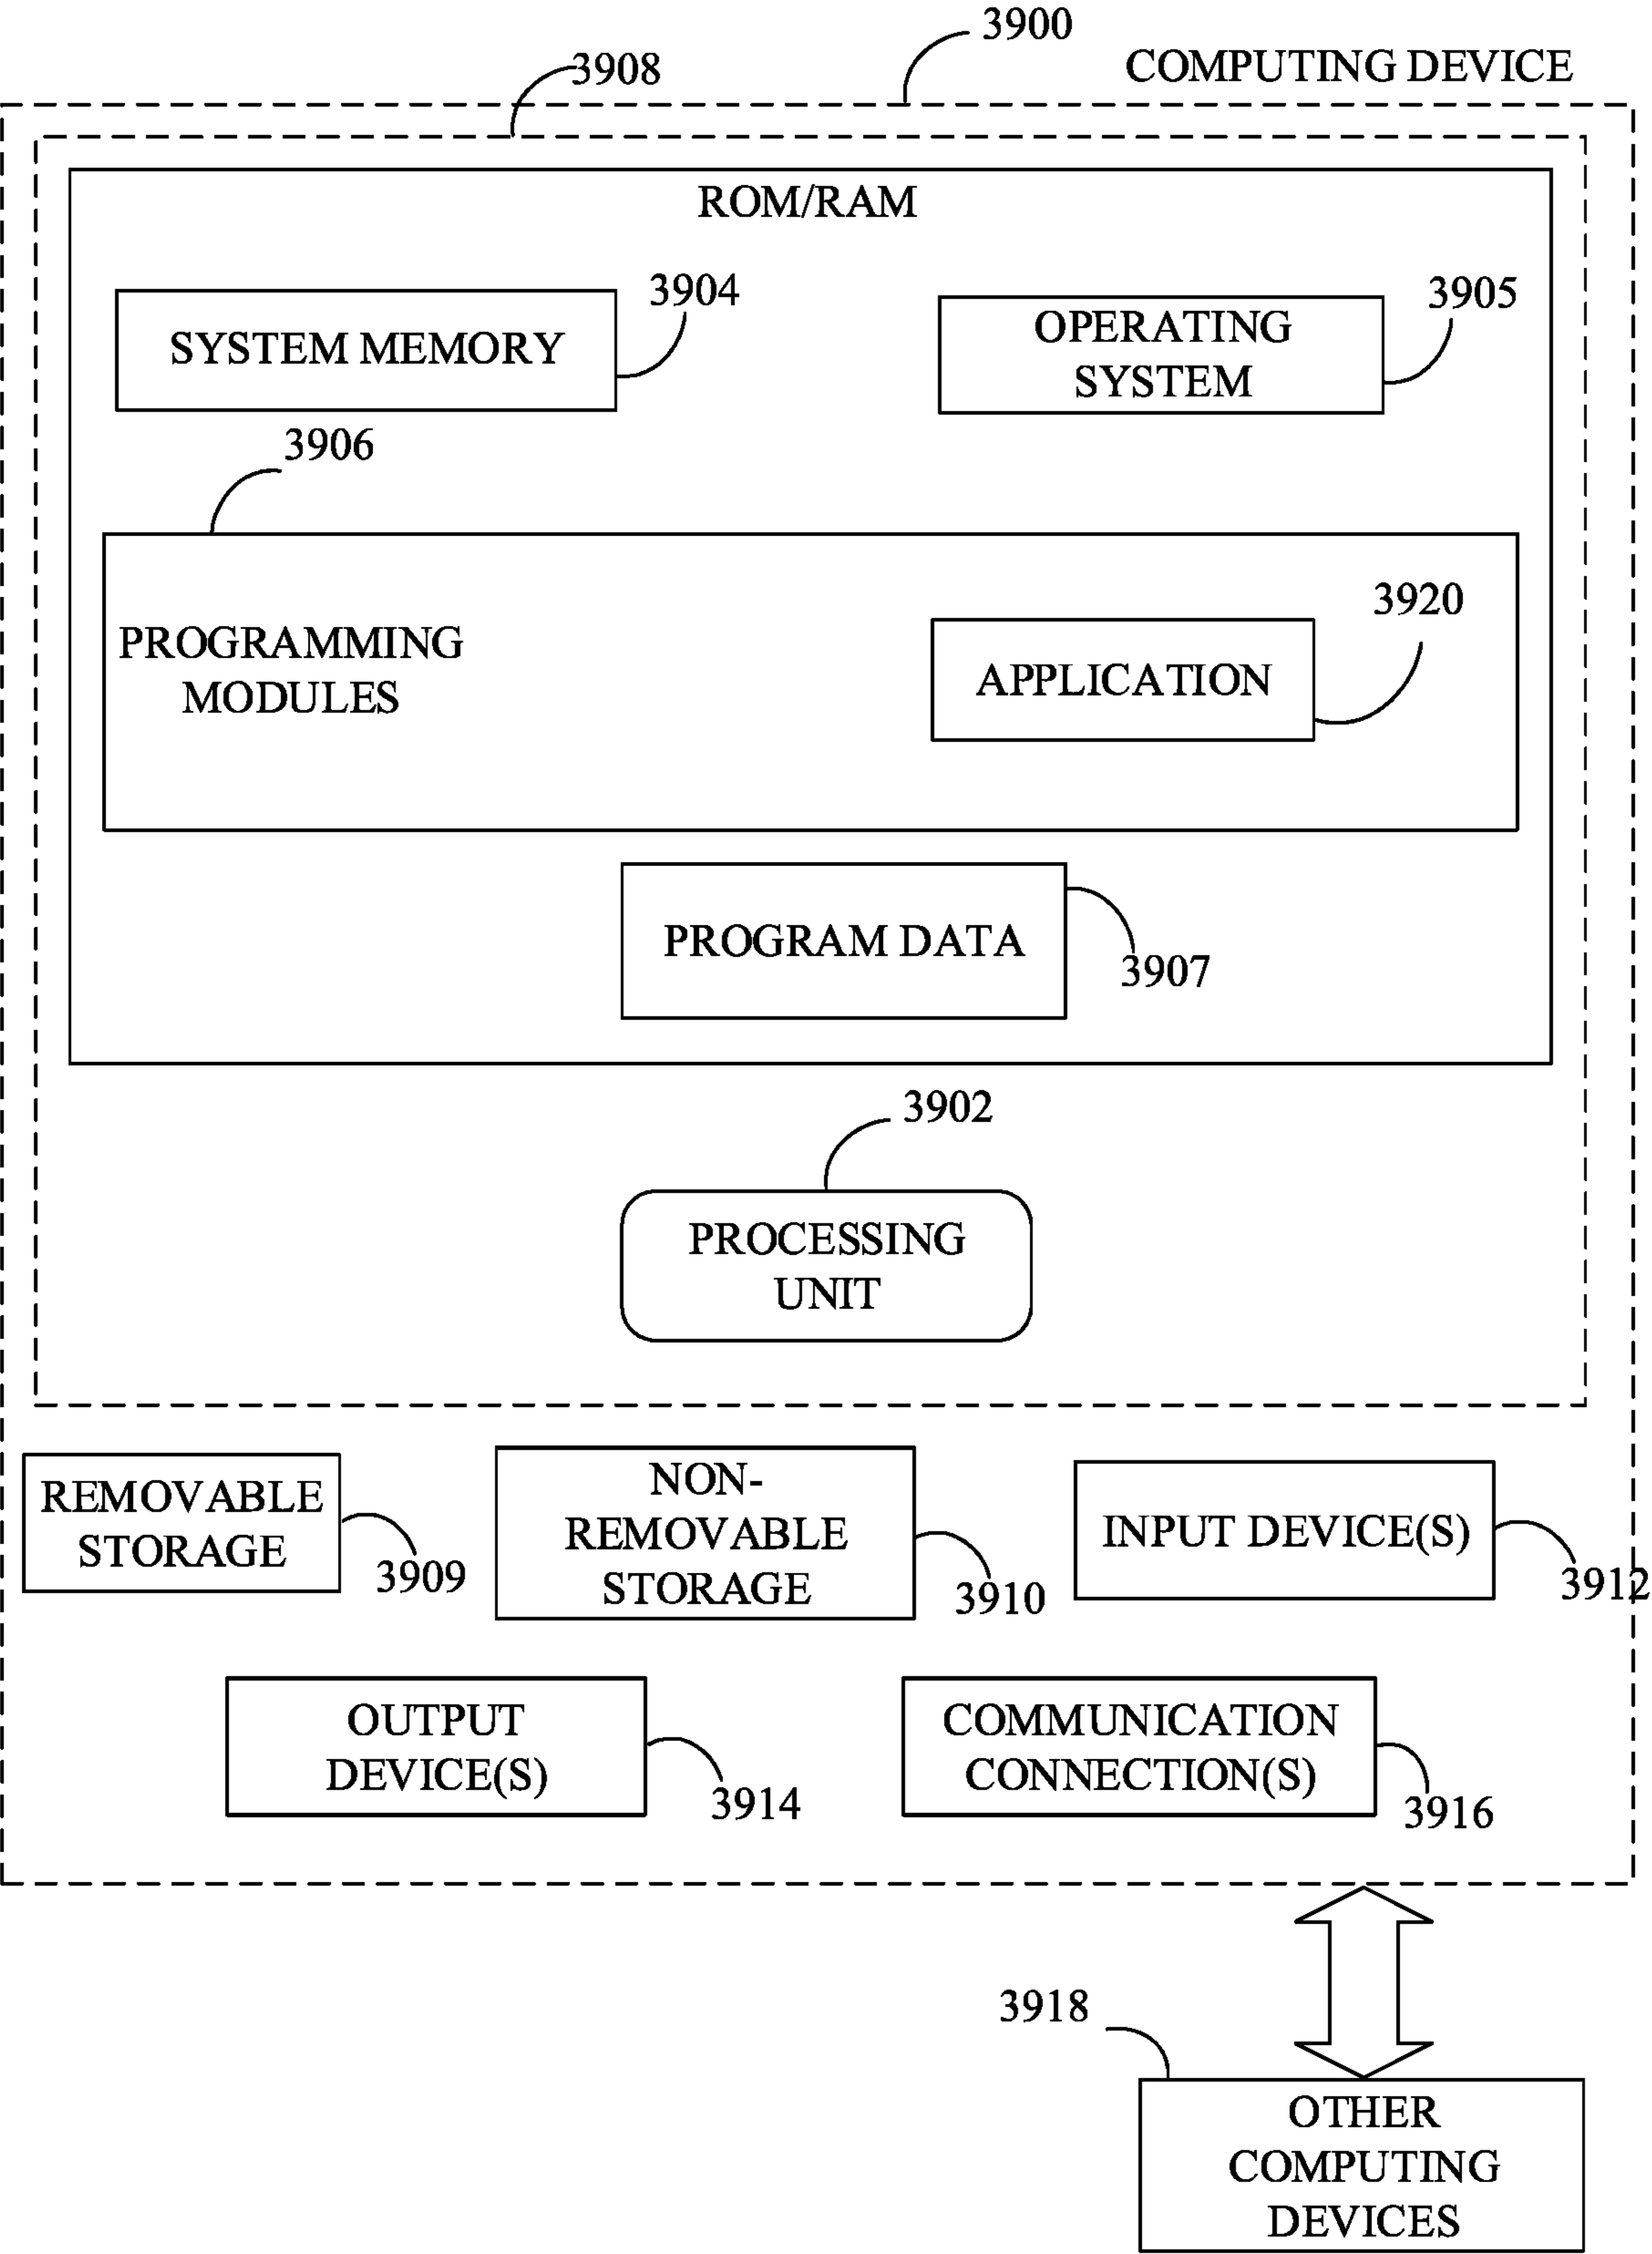 3900
COMPUTING DEVICE
3908
ROM/RAM
3904
SYSTEM MEMORY
3905
OPERATING
SYSTEM
3906
PROGRAMMING
MODULES
3920
APPLICATION
PROGRAM DATA
3907
3902
PROCESSING
UNIT
REMOVABLE
STORAGE
3909
NON-
REMOVABLE
STORAGE
3910
INPUT DEVICE(S)
3912
OUTPUT
DEVICE(S)
3914
COMMUNICATION
CONNECTION(S)
3916
3918
OTHER
COMPUTING
DEVICES